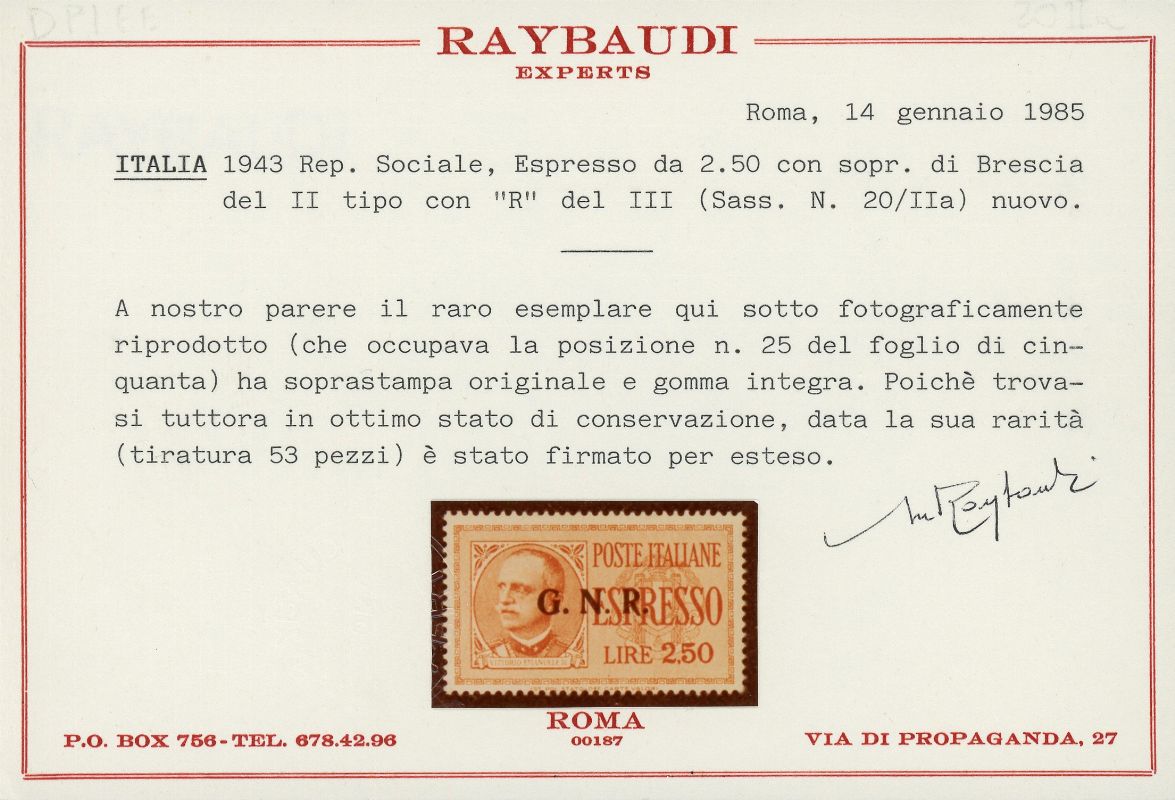 RAYBAUDI
EXPERTS
Roma, 14 gennaio 1985
ITALIA 1943 Rep. Sociale, Espresso da 2.50 con sopr. di Brescia
del II tipo con "R" del III (Sass. N. 20/IIa) nuovo.
A nostro parere il raro esemplare qui sotto fotograficamente
riprodotto (che occupava la posizione n. 25 del foglio di cin-
quanta) ha soprastampa originale e gomma integra. Poichè trova-
si tuttora in ottimo stato di conservazione, data la sua rarità
(tiratura 53 pezzi) è stato firmato per esteso.
POSTE ITALIANE
G. N. R.
ESPRESSO
LIRE 2,50
VITTORIO EMANUELE III
ROMA
00187
P.O. BOX 756 - TEL. 678.42.96
VIA DI PROPAGANDA, 27